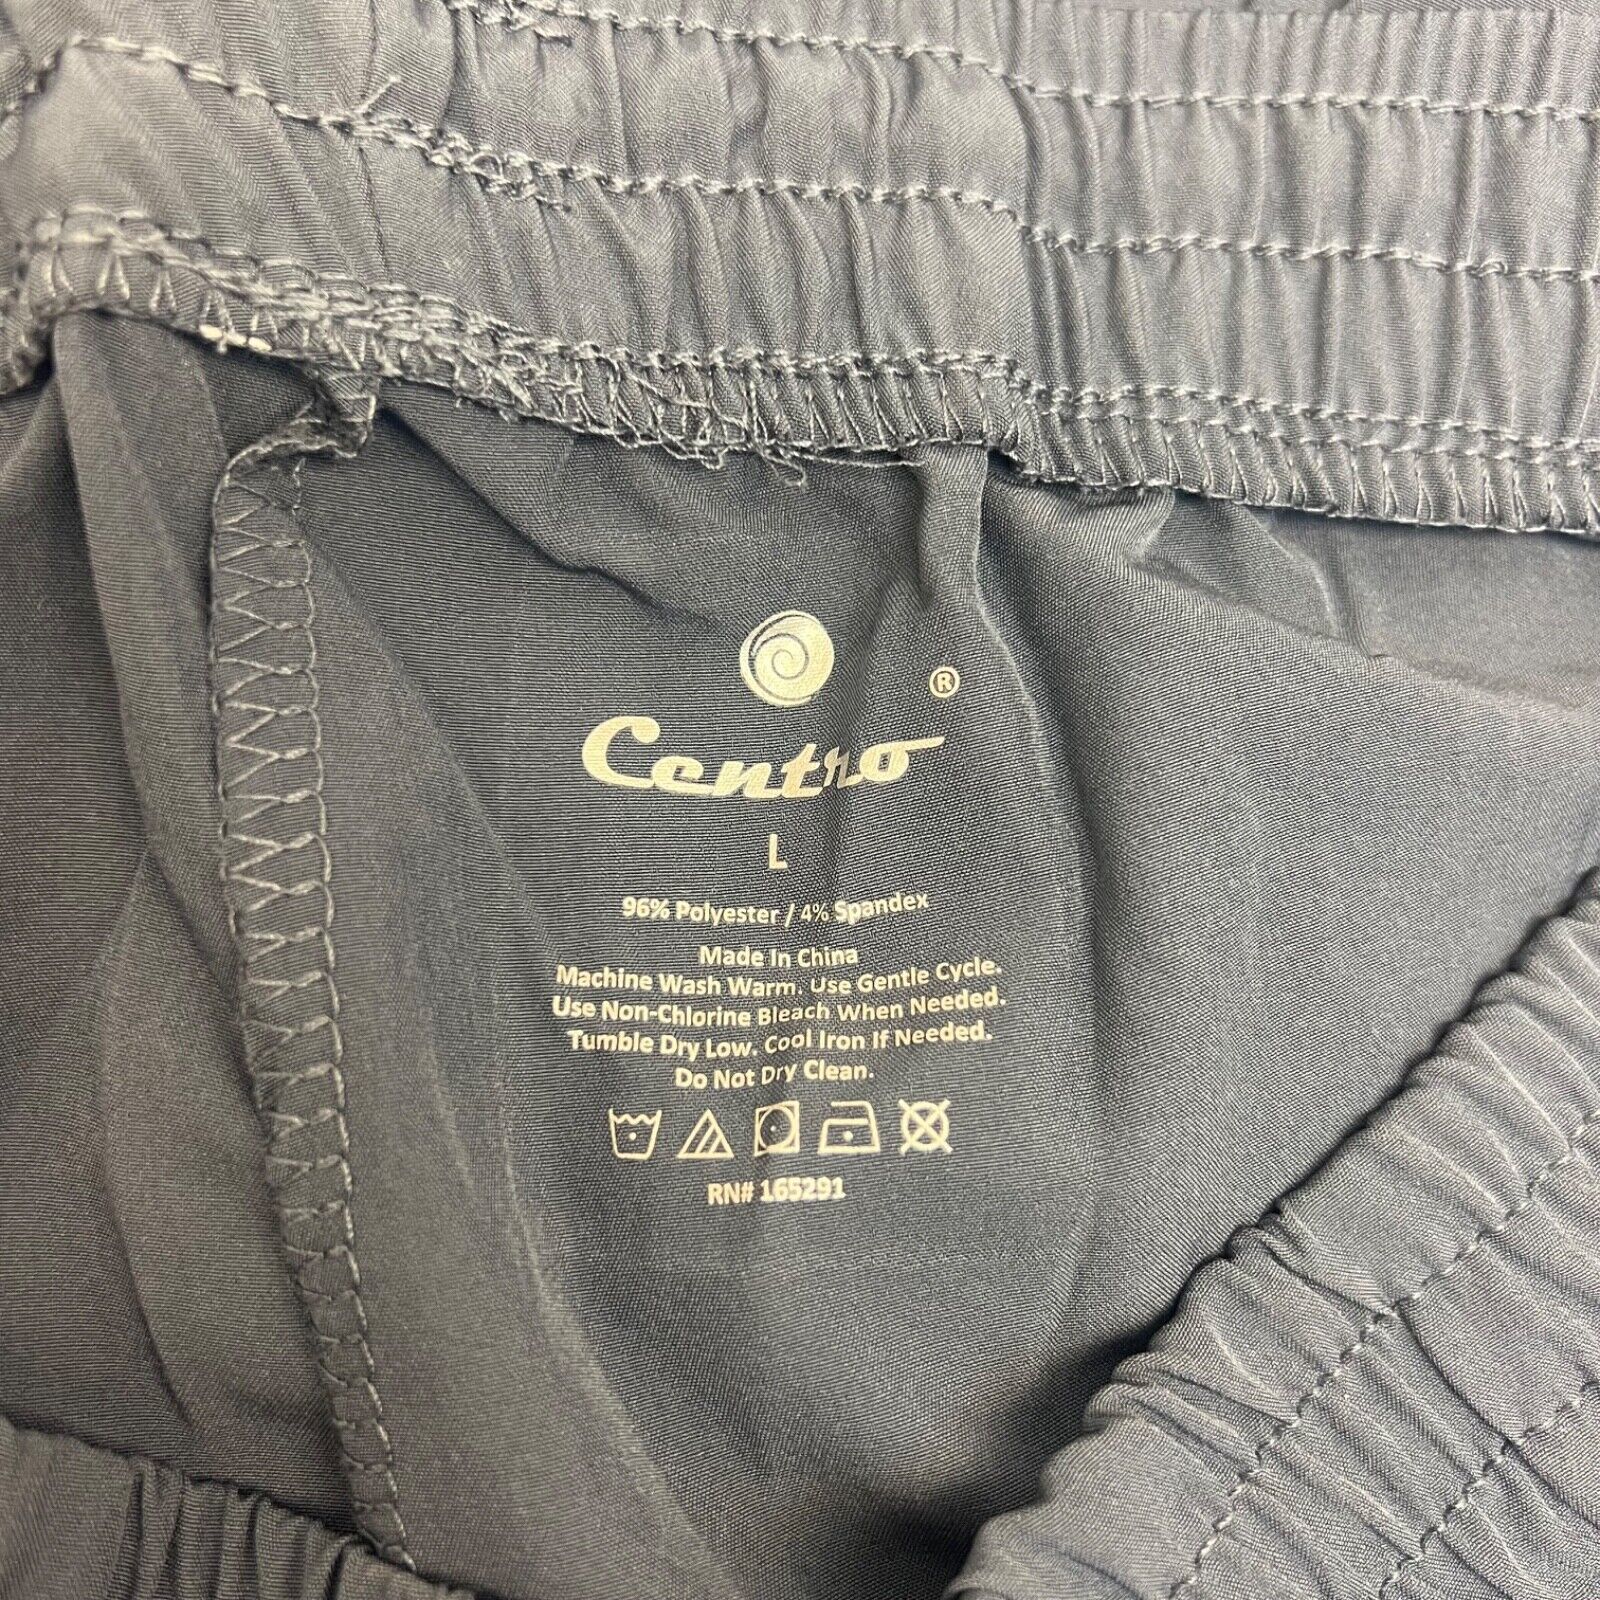 ®
Centro
L
96% Polyester / 4% Spandex
Made In China
Machine Wash Warm. Use Gentle Cycle.
Use Non-Chlorine Bleach When Needed.
Tumble Dry Low. Cool Iron If Needed.
Do Not Dry Clean.
RN# 165291